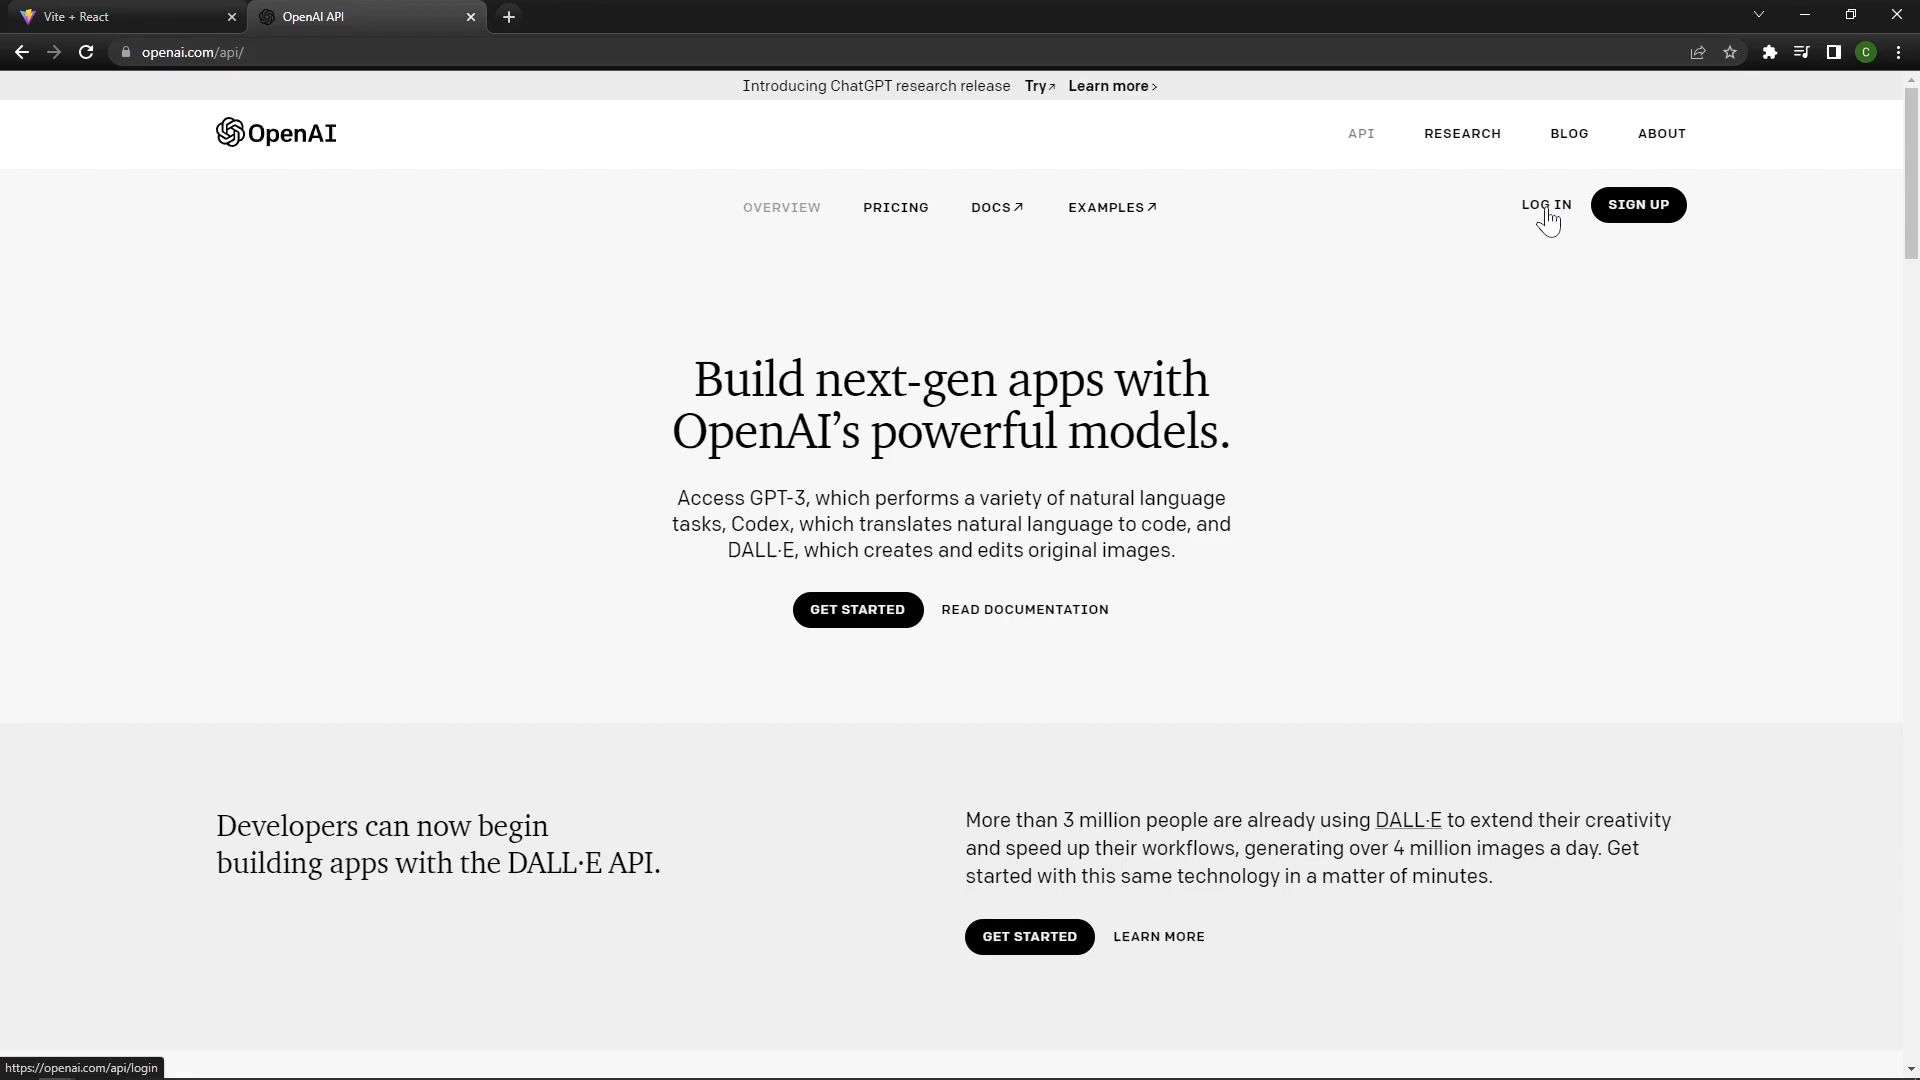 Vite + React
OpenAI API
openai.com/api/
C
Introducing ChatGPT research release Try↗ Learn more ›
OpenAI
API RESEARCH BLOG ABOUT
OVERVIEW PRICING DOCS↗ EXAMPLES↗
LOG IN SIGN UP
Build next-gen apps with
OpenAI’s powerful models.
Access GPT-3, which performs a variety of natural language
tasks, Codex, which translates natural language to code, and
DALL·E, which creates and edits original images.
GET STARTED READ DOCUMENTATION
Developers can now begin
building apps with the DALL·E API.
More than 3 million people are already using DALL·E to extend their creativity
and speed up their workflows, generating over 4 million images a day. Get
started with this same technology in a matter of minutes.
GET STARTED LEARN MORE
https://openai.com/api/login